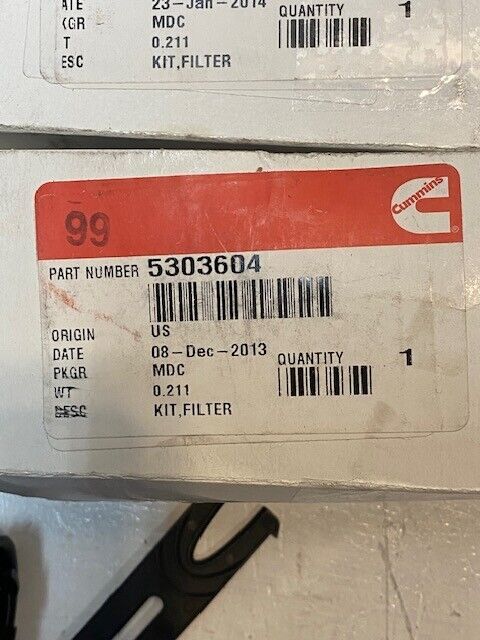 23-Jan-2014
QUANTITY 1
MDC
0.211
KIT,FILTER
99
Cummins
PART NUMBER 5303604
ORIGIN US
DATE 08-Dec-2013
QUANTITY 1
PKGR MDC
WT 0.211
DESC KIT,FILTER